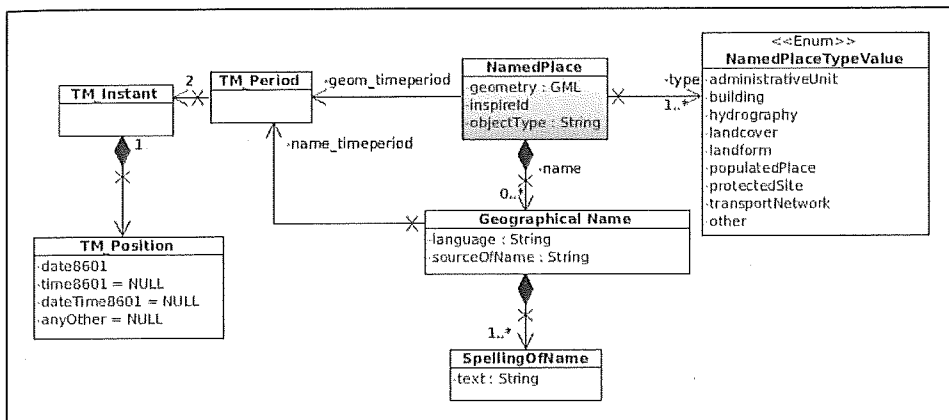 <<Enum>>
NamedPlaceTypeValue
administrativeUnit
building
hydrography
landcover
landform
populatedPlace
protectedSite
transportNetwork
other
type
1..*
NamedPlace
geometry : GML
inspireId
objectType : String
geom_timeperiod
TM_Period
2
TM_Instant
1
name_timeperiod
name
0..*
Geographical Name
language : String
sourceOfName : String
TM_Position
date8601
time8601 = NULL
dateTime8601 = NULL
anyOther = NULL
1..*
SpellingOfName
text : String